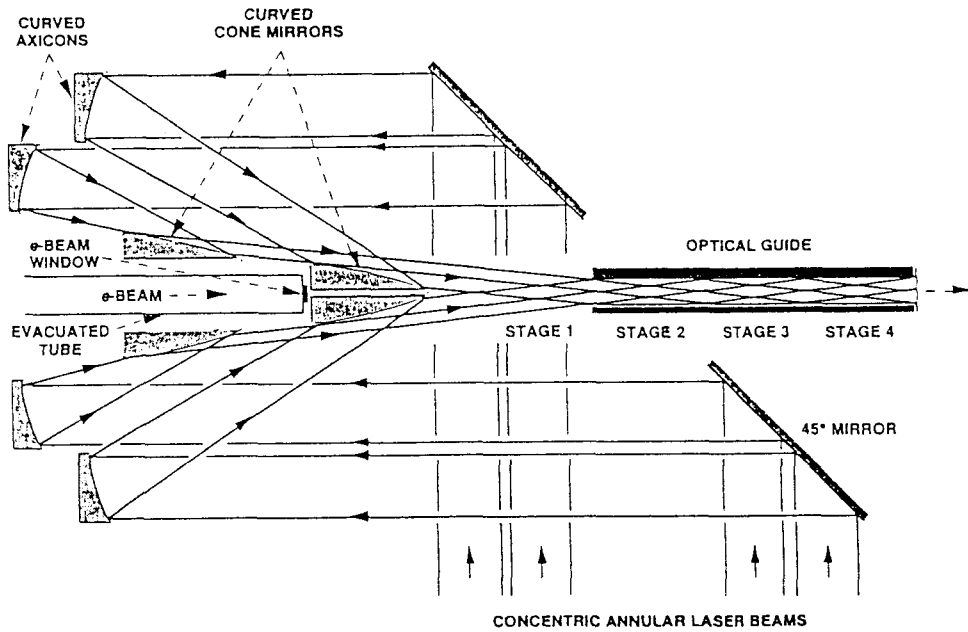 CURVED
AXICONS
CURVED
CONE MIRRORS
e-BEAM
WINDOW
e-BEAM
EVACUATED
TUBE
OPTICAL GUIDE
STAGE 1
STAGE 2
STAGE 3
STAGE 4
45° MIRROR
CONCENTRIC ANNULAR LASER BEAMS